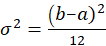 σ² = (b−a)²/12